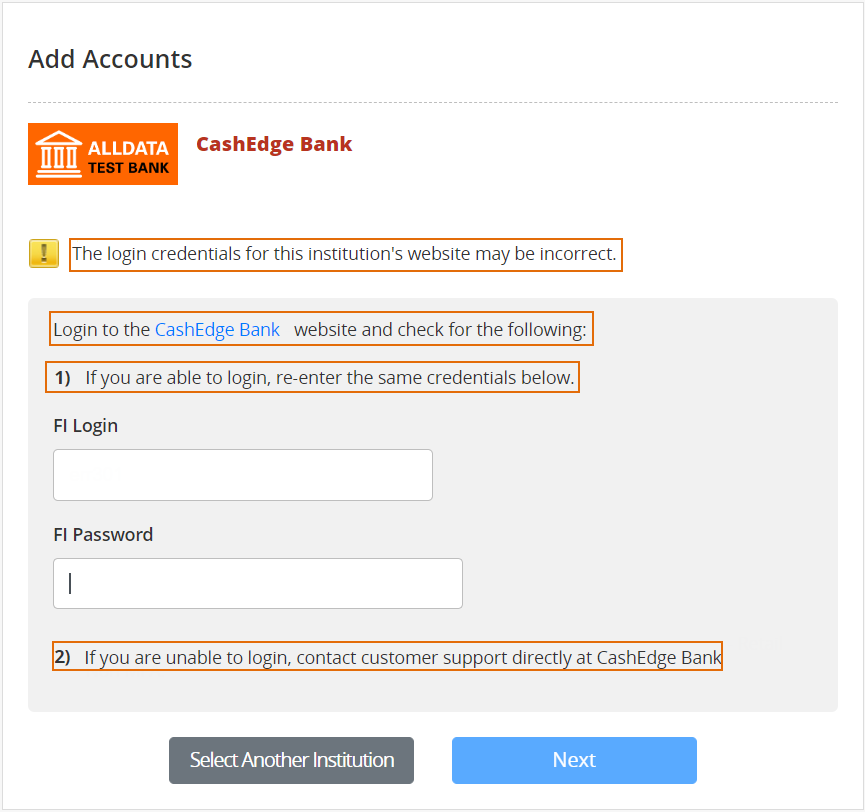 Add Accounts
ALLDATA
TEST BANK
CashEdge Bank
!
The login credentials for this institution's website may be incorrect.
Login to the CashEdge Bank website and check for the following:
1) If you are able to login, re-enter the same credentials below.
FI Login
FI Password
2) If you are unable to login, contact customer support directly at CashEdge Bank
Select Another Institution
Next